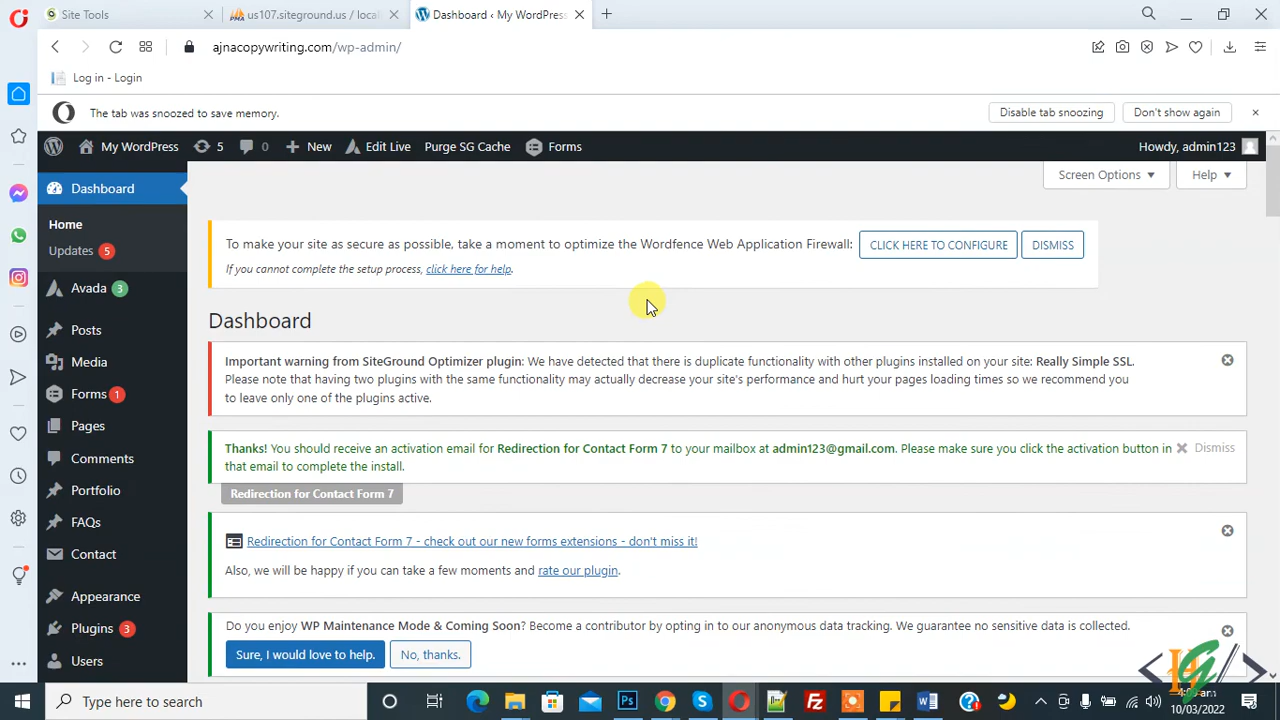 Site Tools
us107.siteground.us / local
Dashboard ‹ My WordPress
ajnacopywriting.com/wp-admin/
Log in - Login
The tab was snoozed to save memory.
Disable tab snoozing
Don't show again
My WordPress
5
0
New
Edit Live
Purge SG Cache
Forms
Howdy, admin123
Dashboard
Screen Options
Help
Home
Updates 5
To make your site as secure as possible, take a moment to optimize the Wordfence Web Application Firewall:
CLICK HERE TO CONFIGURE
DISMISS
If you cannot complete the setup process, click here for help.
Avada 3
Dashboard
Posts
Media
Forms 1
Pages
Comments
Portfolio
FAQs
Contact
Appearance
Plugins 3
Users
Important warning from SiteGround Optimizer plugin: We have detected that there is duplicate functionality with other plugins installed on your site: Really Simple SSL.
Please note that having two plugins with the same functionality may actually decrease your site's performance and hurt your pages loading times so we recommend you
to leave only one of the plugins active.
Thanks! You should receive an activation email for Redirection for Contact Form 7 to your mailbox at admin123@gmail.com. Please make sure you click the activation button in
that email to complete the install.
Dismiss
Redirection for Contact Form 7
Redirection for Contact Form 7 - check out our new forms extensions - don't miss it!
Also, we will be happy if you can take a few moments and rate our plugin.
Do you enjoy WP Maintenance Mode & Coming Soon? Become a contributor by opting in to our anonymous data tracking. We guarantee no sensitive data is collected.
Sure, I would love to help.
No, thanks.
Type here to search
10/03/2022